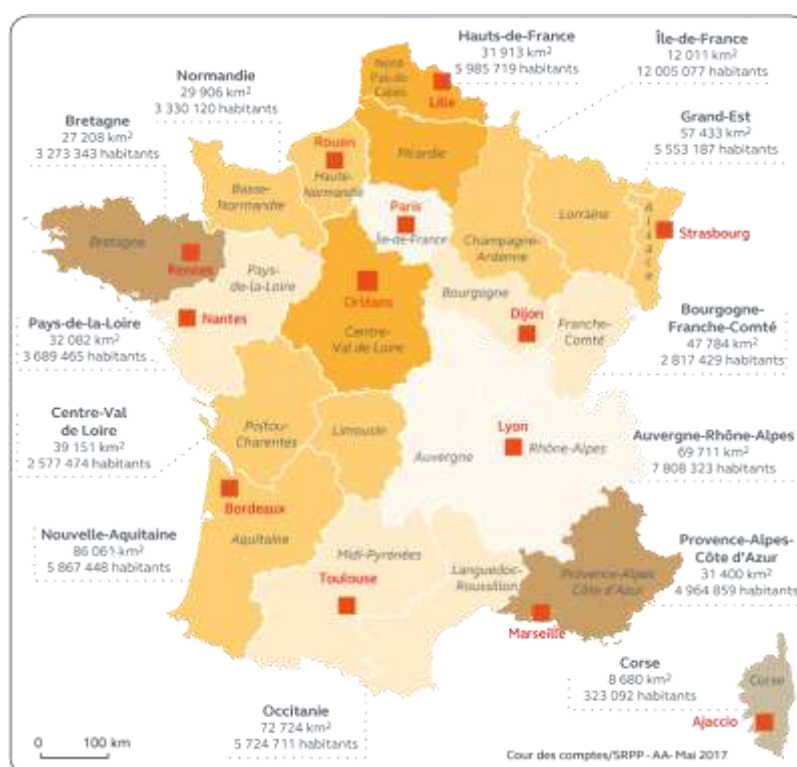 Hauts-de-France
31 913 km²
5 985 719 habitants
Île-de-France
12 011 km²
12 005 077 habitants
Normandie
29 906 km²
3 330 120 habitants
Bretagne
27 208 km²
3 273 343 habitants
Grand-Est
57 433 km²
5 553 187 habitants
Nord-
Pas-de-
Calais
Lille
Picardie
Rouen
Haute-
Normandie
Basse-
Normandie
Paris
Île-de-France
Champagne-
Ardenne
Lorraine
Alsace
Strasbourg
Bretagne
Rennes
Pays-
de-la-Loire
Nantes
Orléans
Centre-
Val de Loire
Bourgogne
Dijon
Franche-
Comté
Pays-de-la-Loire
32 082 km²
3 689 465 habitants
Bourgogne-
Franche-Comté
47 784 km²
2 817 429 habitants
Centre-Val
de Loire
39 151 km²
2 577 474 habitants
Poitou-
Charentes
Limousin
Auvergne
Lyon
Rhône-Alpes
Auvergne-Rhône-Alpes
69 711 km²
7 808 323 habitants
Bordeaux
Aquitaine
Nouvelle-Aquitaine
86 061 km²
5 867 448 habitants
Midi-Pyrénées
Toulouse
Languedoc-
Roussillon
Provence-Alpes
Côte d'Azur
Marseille
Provence-Alpes-
Côte d'Azur
31 400 km²
4 964 859 habitants
Corse
8 680 km²
323 092 habitants
Corse
Ajaccio
Occitanie
72 724 km²
5 724 711 habitants
0 100 km
Cour des comptes/SRPP - AA- Mai 2017